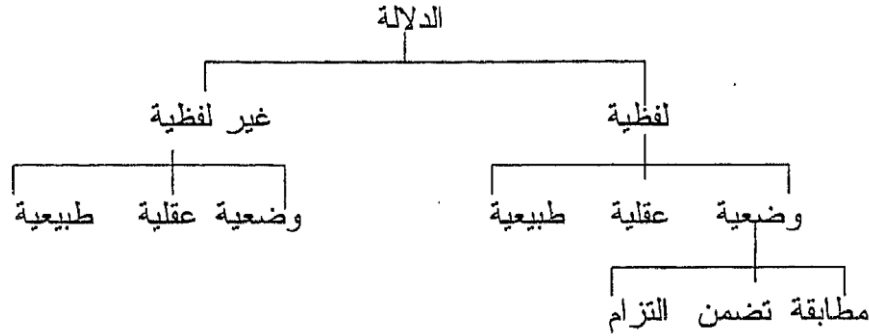 الدلالة
لفظية غير لفظية
وضعية عقلية طبيعية وضعية عقلية طبيعية
مطابقة تضمن التزام